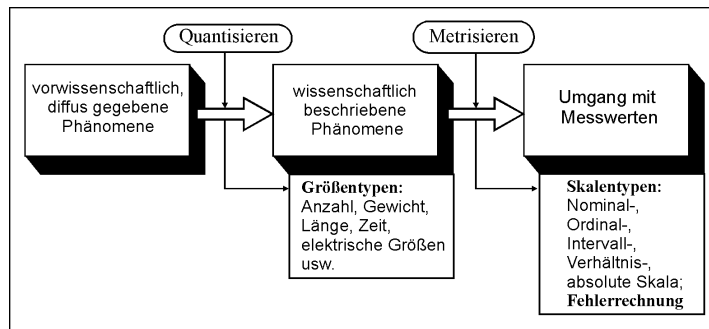 Quantisieren
Metrisieren
vorwissenschaftlich,
diffus gegebene
Phänomene
wissenschaftlich
beschriebene
Phänomene
Umgang mit
Messwerten
Größentypen:
Anzahl, Gewicht,
Länge, Zeit,
elektrische Größen
usw.
Skalentypen:
Nominal-,
Ordinal-,
Intervall-,
Verhältnis-,
absolute Skala;
Fehlerrechnung